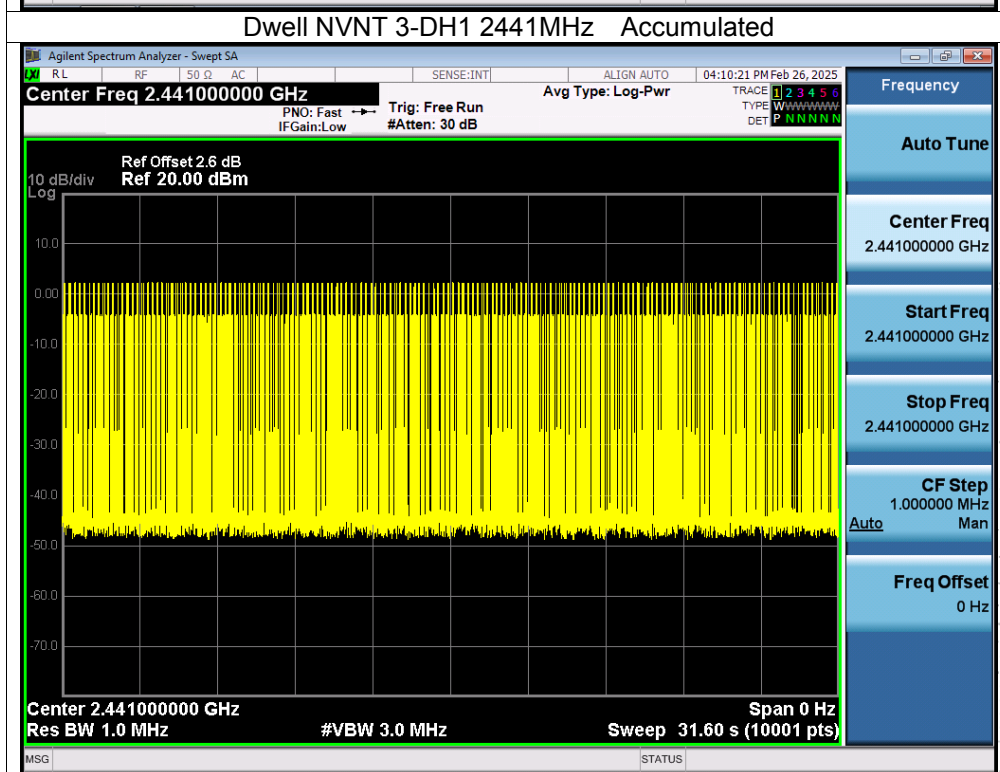 Dwell NVNT 3-DH1 2441MHz Accumulated
Agilent Spectrum Analyzer - Swept SA
LXI RL RF 50 Ω AC SENSE:INT ALIGN AUTO 04:10:21 PM Feb 26, 2025
Center Freq 2.441000000 GHz
PNO: Fast
IFGain:Low
Trig: Free Run
#Atten: 30 dB
Avg Type: Log-Pwr
TRACE 1 2 3 4 5 6
TYPE WWWWWWW
DET P N N N N N
Ref Offset 2.6 dB
10 dB/div Ref 20.00 dBm
Log
10.0
0.00
-10.0
-20.0
-30.0
-40.0
-50.0
-60.0
-70.0
Center 2.441000000 GHz Span 0 Hz
Res BW 1.0 MHz #VBW 3.0 MHz Sweep 31.60 s (10001 pts)
MSG STATUS
Frequency
Auto Tune
Center Freq
2.441000000 GHz
Start Freq
2.441000000 GHz
Stop Freq
2.441000000 GHz
CF Step
1.000000 MHz
Auto Man
Freq Offset
0 Hz